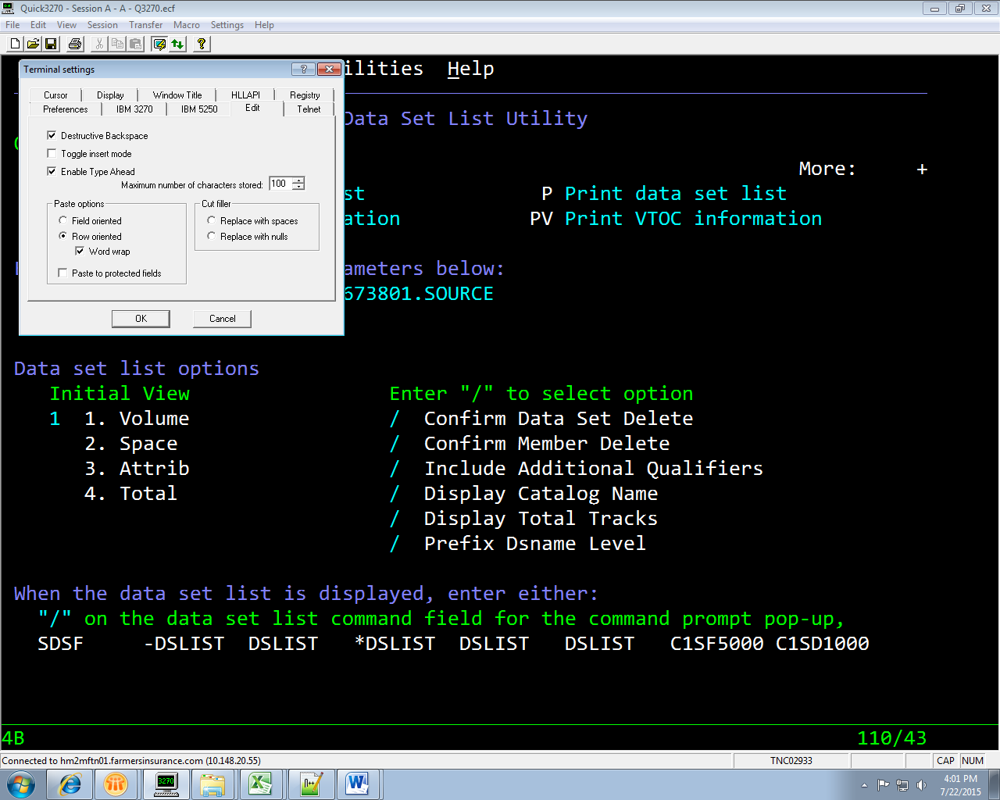 Quick3270 - Session A - A - Q3270.ecf
File Edit View Session Transfer Macro Settings Help
ilities Help
Terminal settings
Cursor Display Window Title HLLAPI Registry
Preferences IBM 3270 IBM 5250 Edit Telnet
Destructive Backspace
Toggle insert mode
Enable Type Ahead
Maximum number of characters stored: 100
Paste options
Field oriented
Row oriented
Word wrap
Paste to protected fields
Cut filler
Replace with spaces
Replace with nulls
OK Cancel
Data Set List Utility
More: +
st P Print data set list
ation PV Print VTOC information
ameters below:
673801.SOURCE
Data set list options
Initial View Enter "/" to select option
1 1. Volume / Confirm Data Set Delete
2. Space / Confirm Member Delete
3. Attrib / Include Additional Qualifiers
4. Total / Display Catalog Name
/ Display Total Tracks
/ Prefix Dsname Level
When the data set list is displayed, enter either:
"/" on the data set list command field for the command prompt pop-up,
SDSF -DSLIST DSLIST *DSLIST DSLIST DSLIST C1SF5000 C1SD1000
4B 110/43
Connected to hm2mftn01.farmersinsurance.com (10.148.20.55) TNC02933 CAP NUM
3270
4:01 PM
7/22/2015